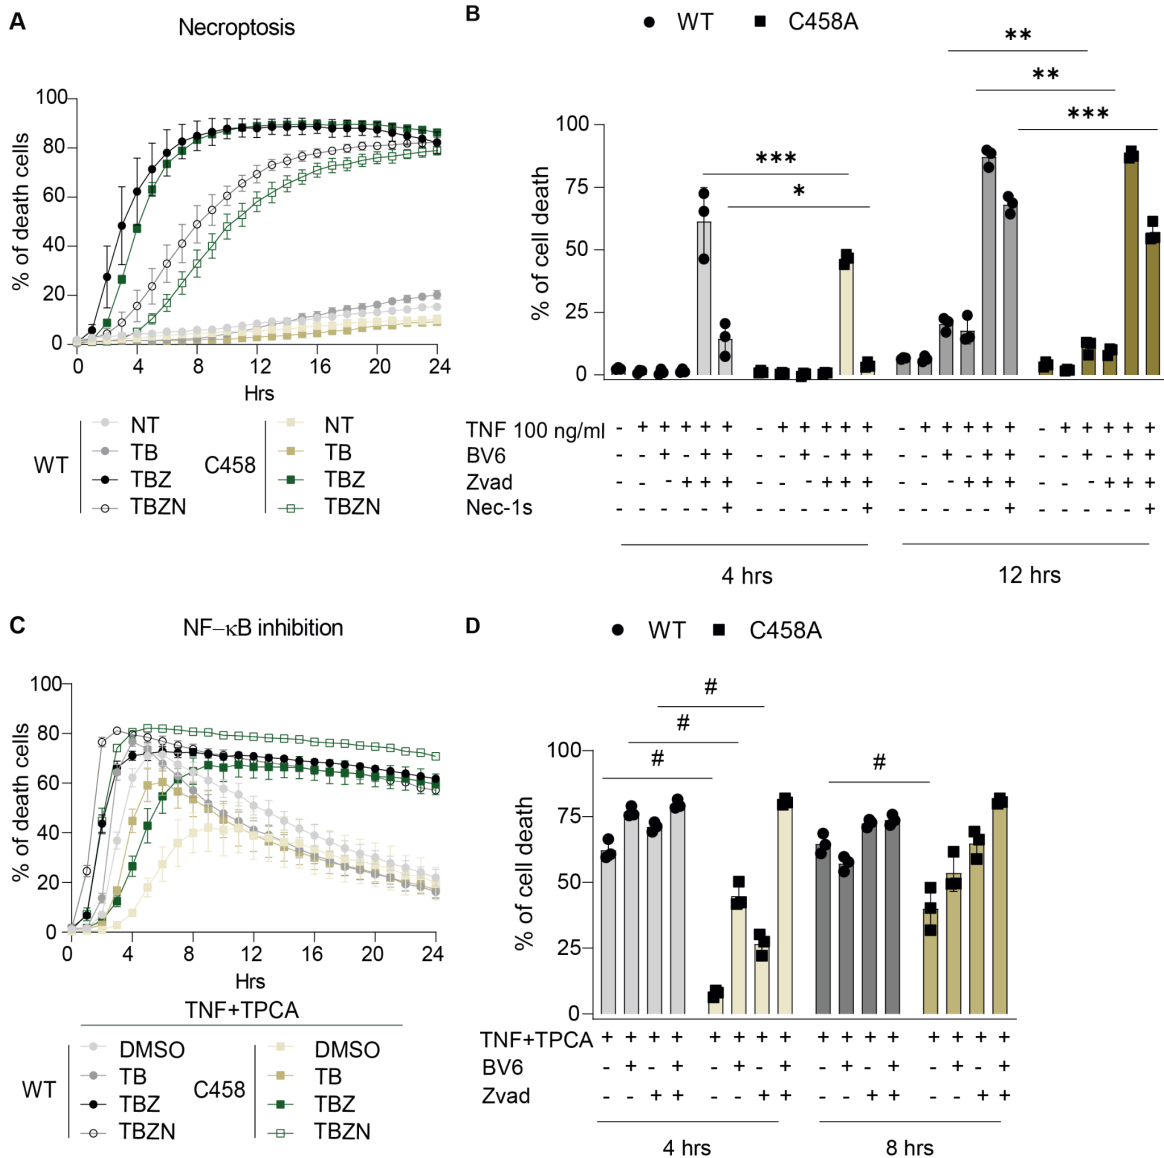 A
Necroptosis
% of death cells
100
80
60
40
20
0
0 4 8 12 16 20 24
Hrs
WT
NT
TB
TBZ
TBZN
C458
NT
TB
TBZ
TBZN
B
WT C458A
% of cell death
100
75
50
25
0
*** * ** ** ***
TNF 100 ng/ml - + + + + + - + + + + + - + + + + + - + + + + +
BV6 - - + - + + - - + - + + - - + - + + - - + - + +
Zvad - - - + + + - - - + + + - - - + + + - - - + + +
Nec-1s - - - - - + - - - - - + - - - - - + - - - - - +
4 hrs 12 hrs
C
NF–κB inhibition
% of death cells
100
80
60
40
20
0
0 4 8 12 16 20 24
Hrs
TNF+TPCA
WT
DMSO
TB
TBZ
TBZN
C458
DMSO
TB
TBZ
TBZN
D
WT C458A
% of cell death
100
75
50
25
0
# # # #
TNF+TPCA + + + + + + + + + + + + + + + +
BV6 - + - + - + - + - + - + - + - +
Zvad - - + + - - + + - - + + - - + +
4 hrs 8 hrs